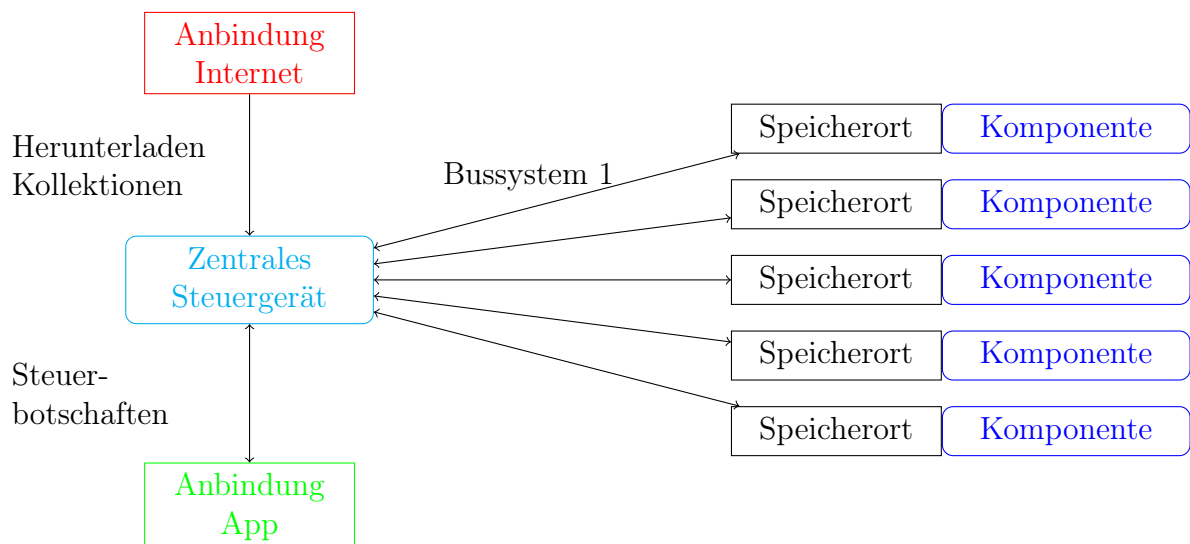 Anbindung
Internet
Herunterladen
Kollektionen
Bussystem 1
Zentrales
Steuergerät
Steuer-
botschaften
Anbindung
App
Speicherort Komponente
Speicherort Komponente
Speicherort Komponente
Speicherort Komponente
Speicherort Komponente